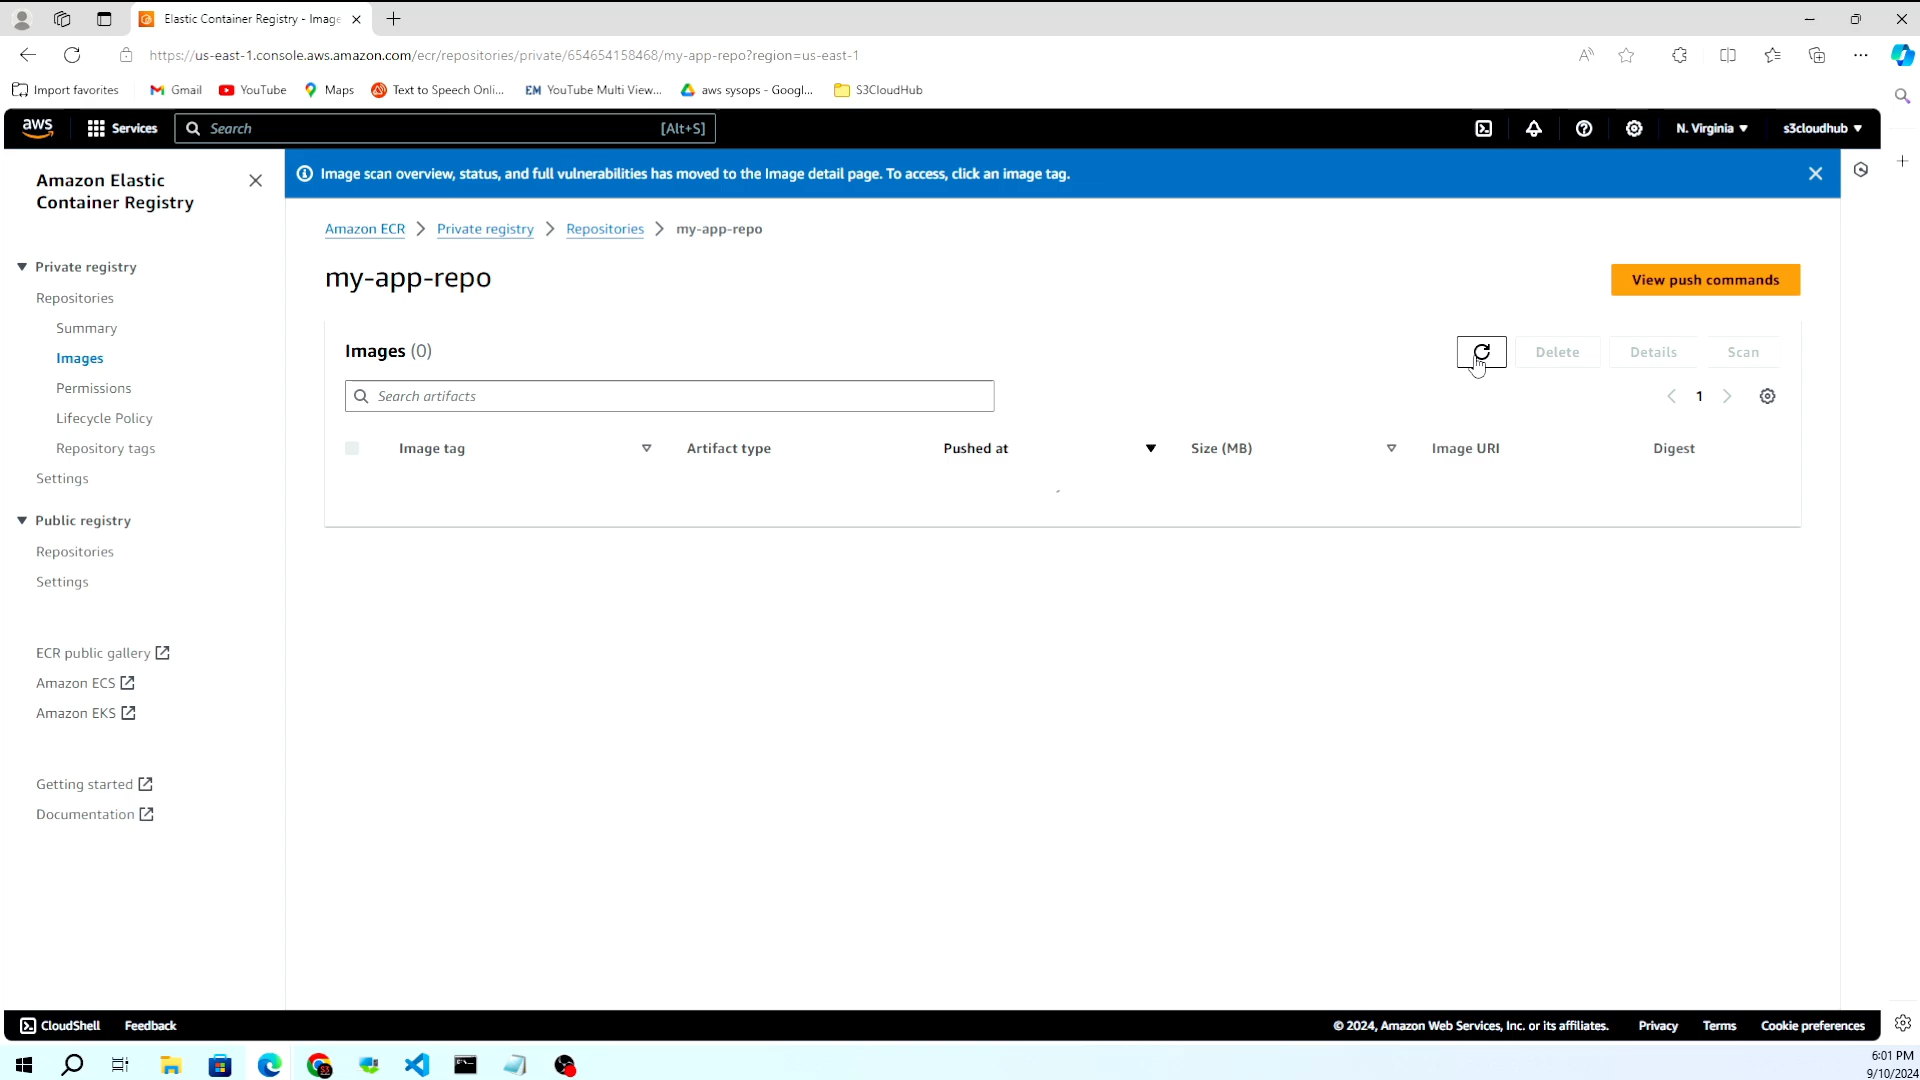 Elastic Container Registry - Image
https://us-east-1.console.aws.amazon.com/ecr/repositories/private/654654158468/my-app-repo?region=us-east-1
Import favorites
Gmail
YouTube
Maps
Text to Speech Onli...
EM YouTube Multi View...
aws sysops - Googl...
S3CloudHub
aws
Services
Search
[Alt+S]
N. Virginia
s3cloudhub
Amazon Elastic
Container Registry
Image scan overview, status, and full vulnerabilities has moved to the Image detail page. To access, click an image tag.
Private registry
Repositories
Summary
Images
Permissions
Lifecycle Policy
Repository tags
Settings
Public registry
Repositories
Settings
ECR public gallery
Amazon ECS
Amazon EKS
Getting started
Documentation
Amazon ECR
Private registry
Repositories
my-app-repo
my-app-repo
View push commands
Images (0)
Delete
Details
Scan
Search artifacts
1
Image tag
Artifact type
Pushed at
Size (MB)
Image URI
Digest
CloudShell
Feedback
© 2024, Amazon Web Services, Inc. or its affiliates.
Privacy
Terms
Cookie preferences
6:01 PM
9/10/2024